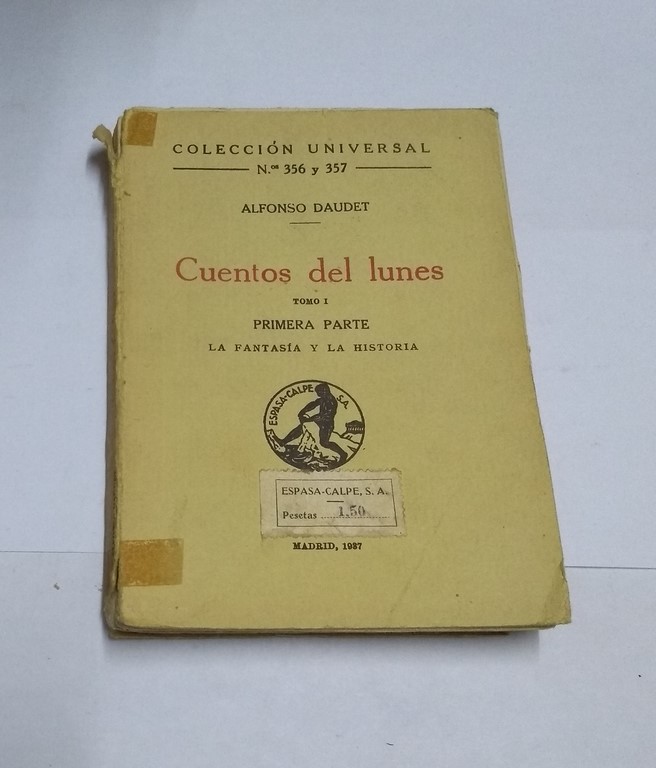 COLECCIÓN UNIVERSAL
N.os 356 y 357
ALFONSO DAUDET
Cuentos del lunes
TOMO I
PRIMERA PARTE
LA FANTASÍA Y LA HISTORIA
ESPASA-CALPE S.A.
ESPASA-CALPE, S. A.
Pesetas 1,50
MADRID, 1937